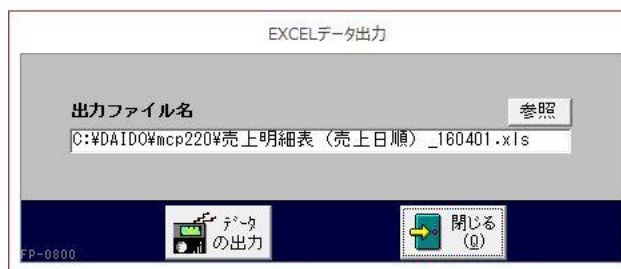 EXCELデータ出力
出力ファイル名
参照
C:¥DAIDO¥mcp220¥売上明細表（売上日順）_160401.xls
ﾃﾞｰﾀ
の出力
閉じる
(Q)
FP-0800